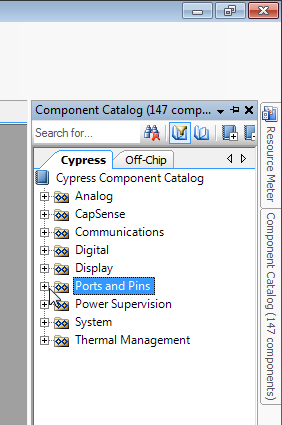 Component Catalog (147 comp...
Search for...
Cypress
Off-Chip
Cypress Component Catalog
Analog
CapSense
Communications
Digital
Display
Ports and Pins
Power Supervision
System
Thermal Management
Resource Meter
Component Catalog (147 components)